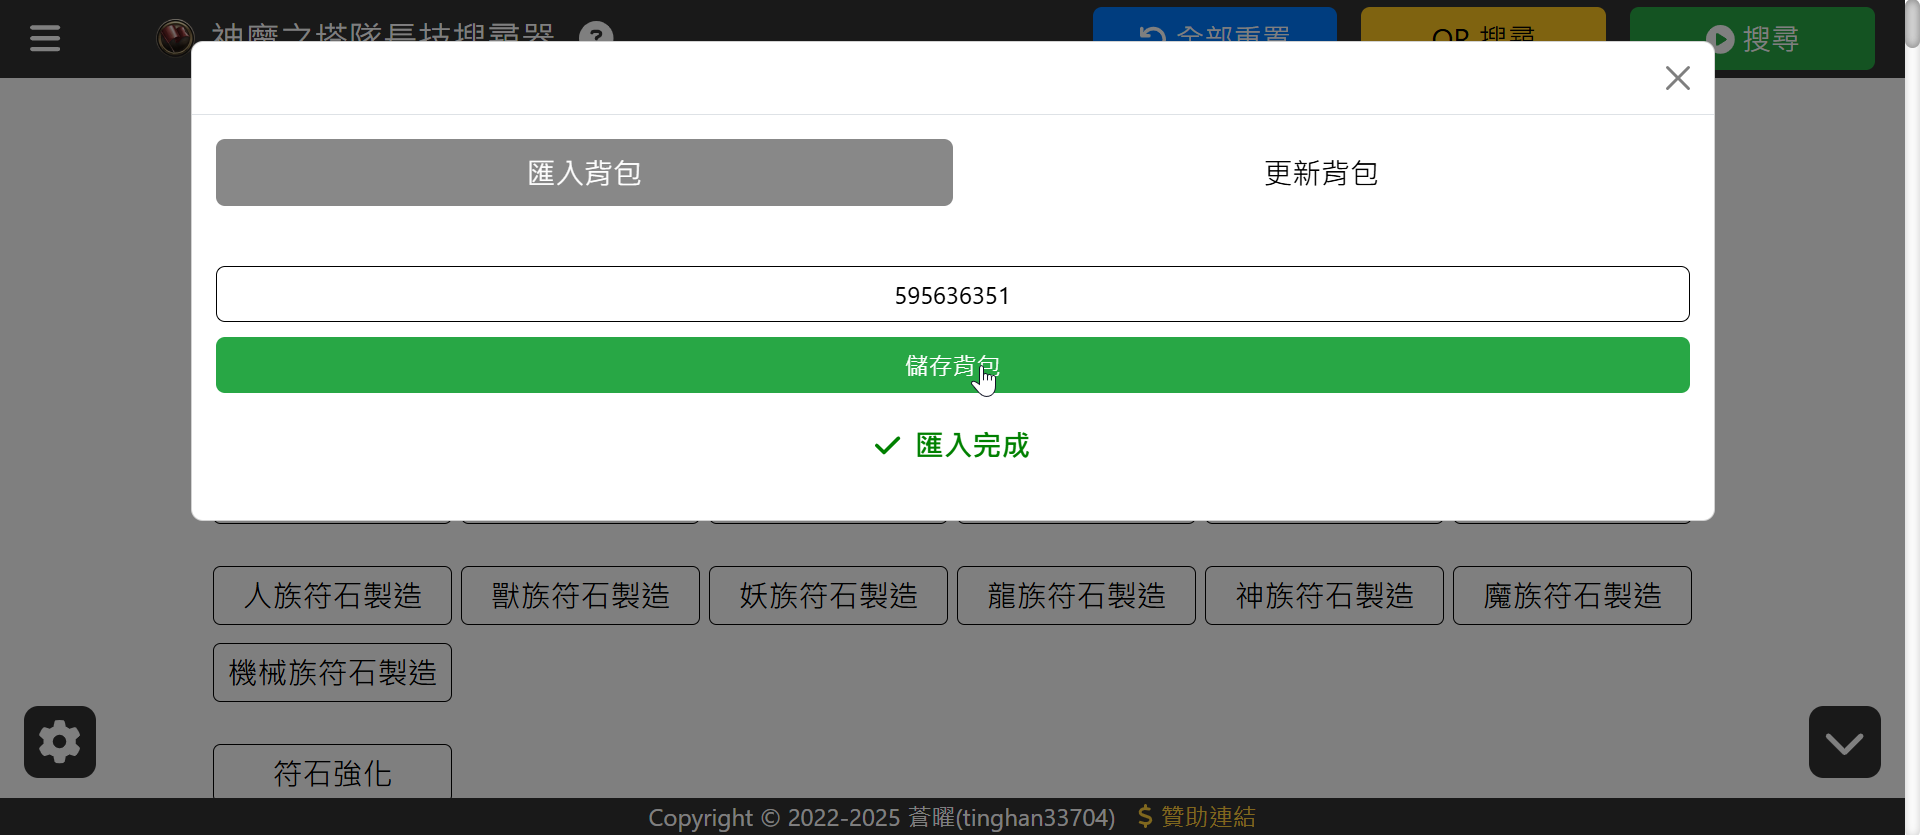 神魔之塔隊長技搜尋器
全部重置
OR 搜尋
搜尋
匯入背包
更新背包
595636351
儲存背包
匯入完成
人族符石製造
獸族符石製造
妖族符石製造
龍族符石製造
神族符石製造
魔族符石製造
機械族符石製造
符石強化
Copyright © 2022-2025 蒼曜(tinghan33704) $ 贊助連結